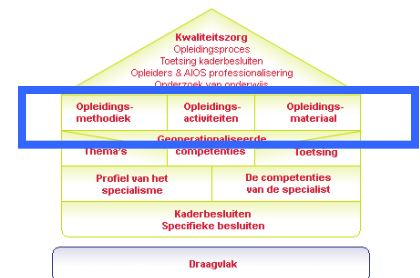 Kwaliteitszorg
Opleidingsproces
Toetsing kaderbesluiten
Opleiders & AIOS professionalisering
Onderzoek van onderwijs
Opleidings-methodiek
Opleidings-activiteiten
Opleidings-materiaal
Geoperationaliseerde
Thema's
competenties
Toetsing
Profiel van het specialisme
De competenties van de specialist
Kaderbesluiten
Specifieke besluiten
Draagvlak